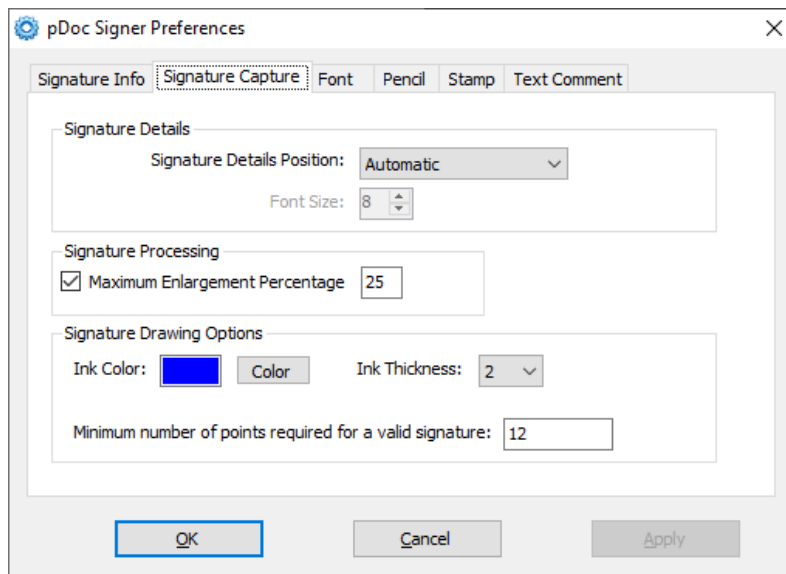 pDoc Signer Preferences
Signature Info Signature Capture Font Pencil Stamp Text Comment
Signature Details
Signature Details Position: Automatic
Font Size: 8
Signature Processing
Maximum Enlargement Percentage 25
Signature Drawing Options
Ink Color: Color Ink Thickness: 2
Minimum number of points required for a valid signature: 12
OK Cancel Apply